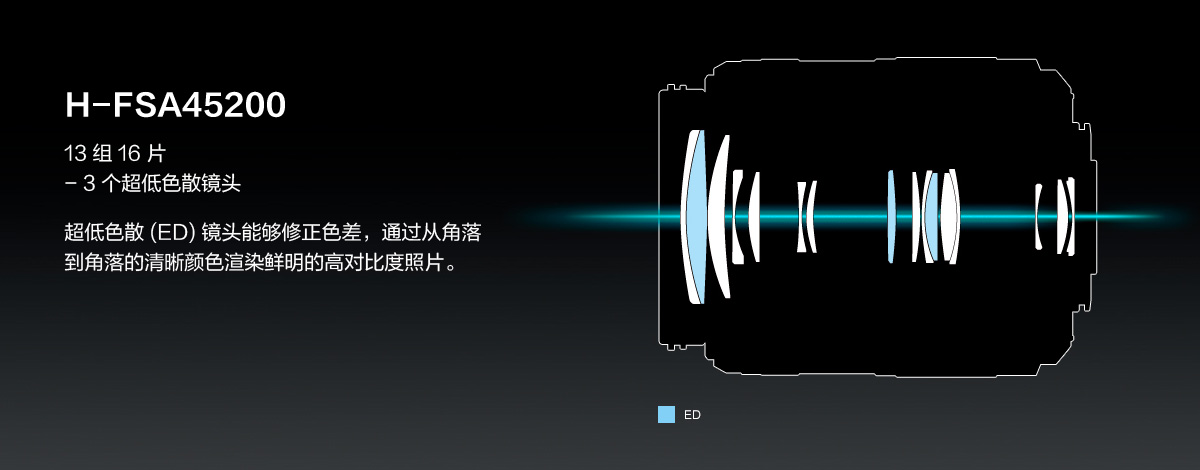 H-FSA45200
13 组 16 片
- 3 个超低色散镜头
超低色散 (ED) 镜头能够修正色差，通过从角落
到角落的清晰颜色渲染鲜明的高对比度照片。
ED